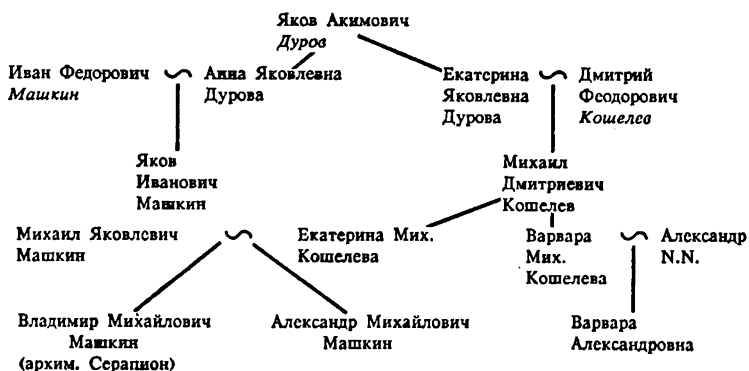 Яков Акимович
Дуров
Иван Федорович
Машкин
Анна Яковлевна
Дурова
Екатерина
Яковлевна
Дурова
Дмитрий
Феодорович
Кошелев
Яков
Иванович
Машкин
Михаил
Дмитриевич
Кошелев
Михаил Яковлевич
Машкин
Екатерина Мих.
Кошелева
Варвара
Мих.
Кошелева
Александр
N.N.
Владимир Михайлович
Машкин
(архим. Серапион)
Александр Михайлович
Машкин
Варвара
Александровна